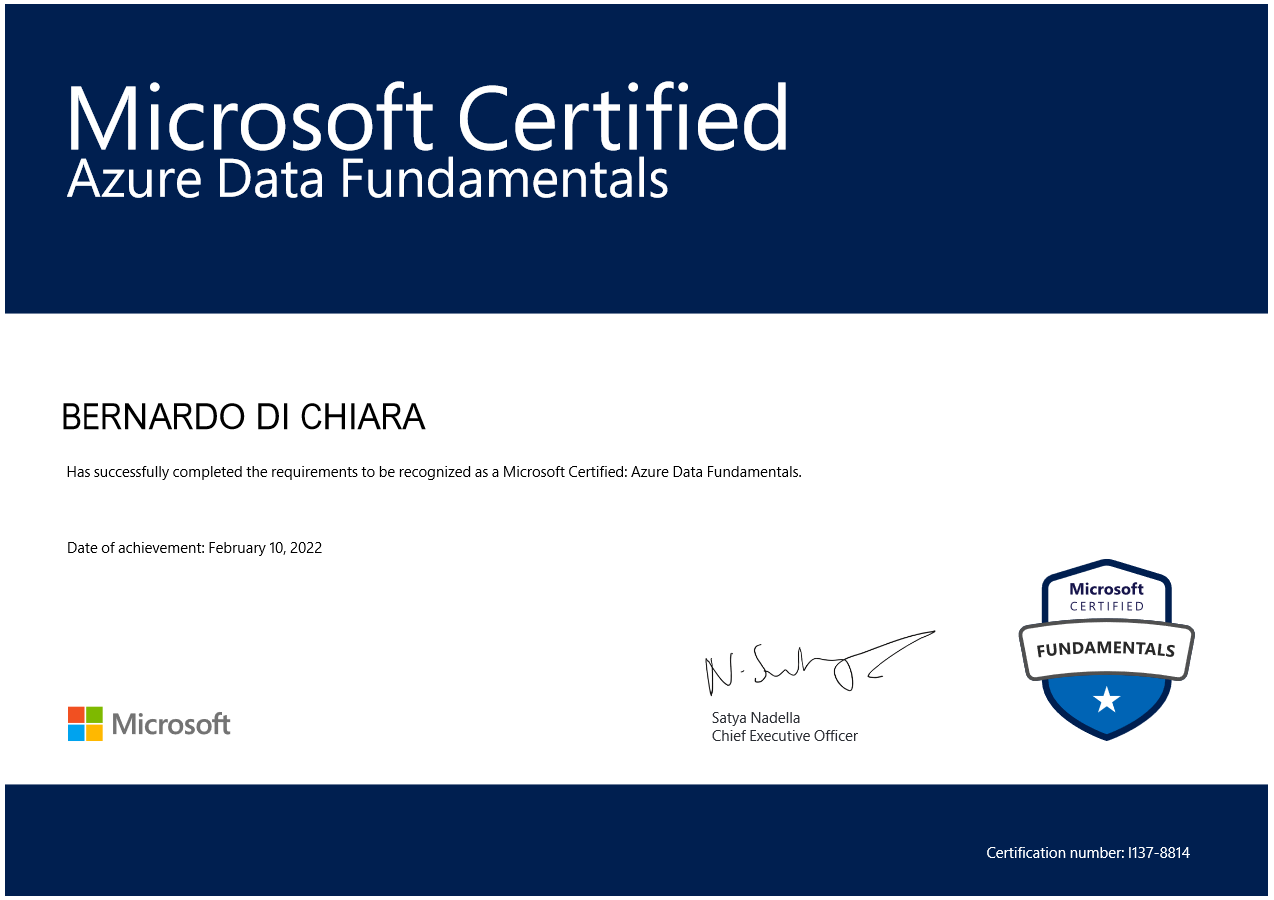 Microsoft Certified
Azure Data Fundamentals
BERNARDO DI CHIARA
Has successfully completed the requirements to be recognized as a Microsoft Certified: Azure Data Fundamentals.
Date of achievement: February 10, 2022
Microsoft
CERTIFIED
FUNDAMENTALS
N. Satya
Satya Nadella
Chief Executive Officer
Microsoft
Certification number: I137-8814